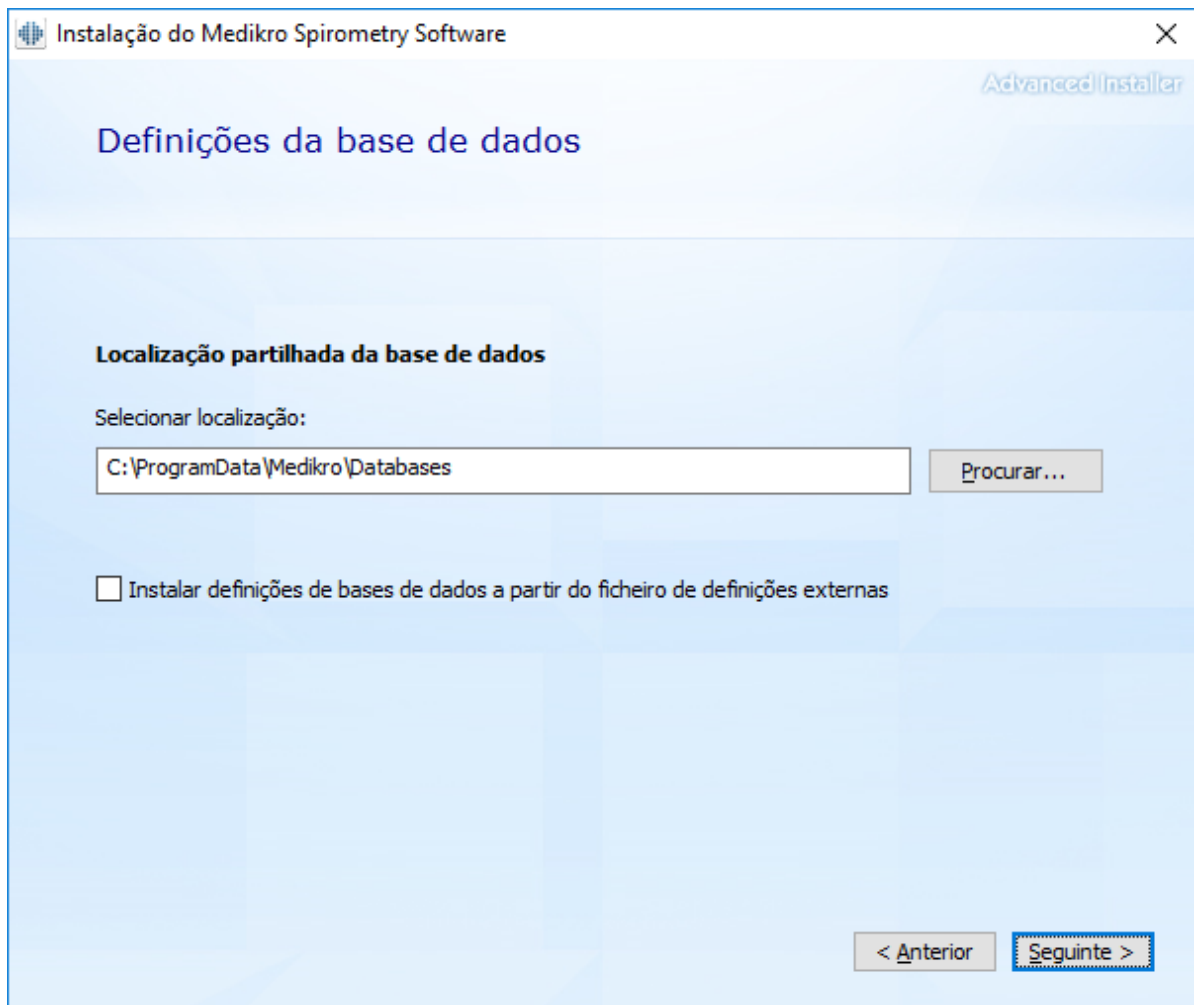 Instalação do Medikro Spirometry Software
Advanced Installer
Definições da base de dados
Localização partilhada da base de dados
Selecionar localização:
C:\ProgramData\Medikro\Databases
Procurar...
Instalar definições de bases de dados a partir do ficheiro de definições externas
< Anterior
Seguinte >